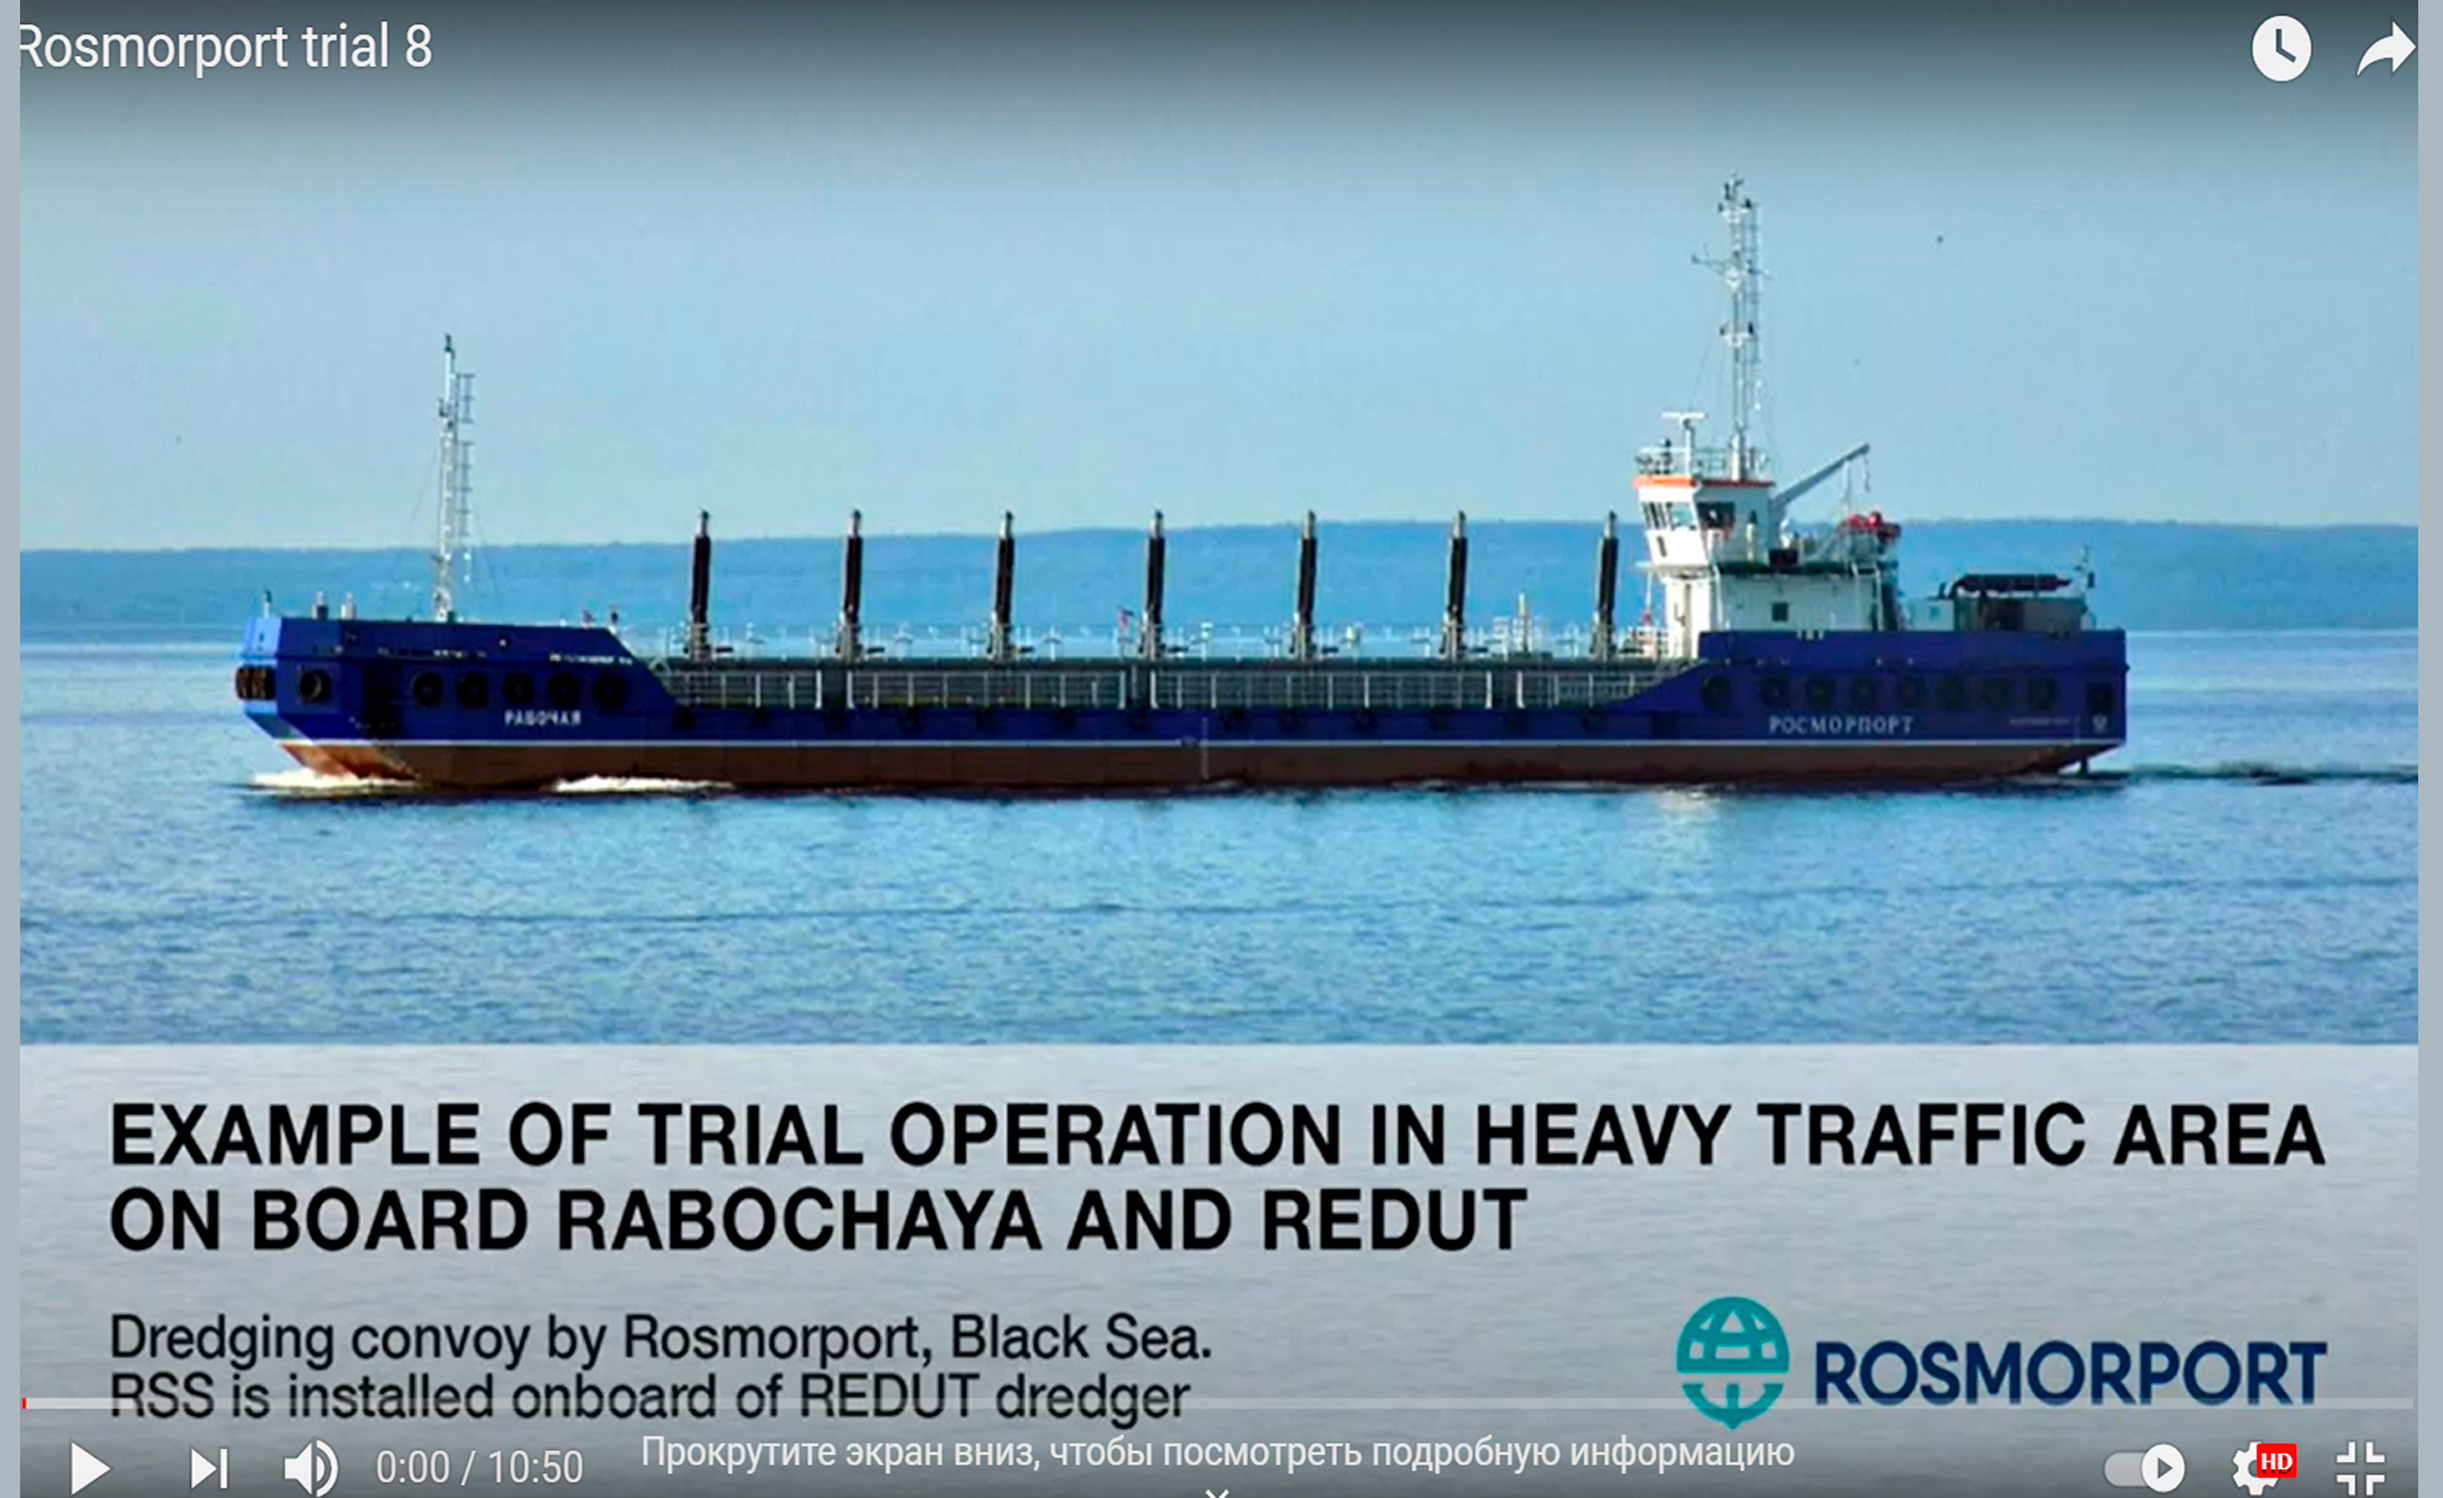 Rosmorport trial 8
РАБОЧАЯ
РОСМОРПОРТ
EXAMPLE OF TRIAL OPERATION IN HEAVY TRAFFIC AREA
ON BOARD RABOCHAYA AND REDUT
Dredging convoy by Rosmorport, Black Sea.
RSS is installed onboard of REDUT dredger
ROSMORPORT
Прокрутите экран вниз, чтобы посмотреть подробную информацию
0:00 / 10:50
HD